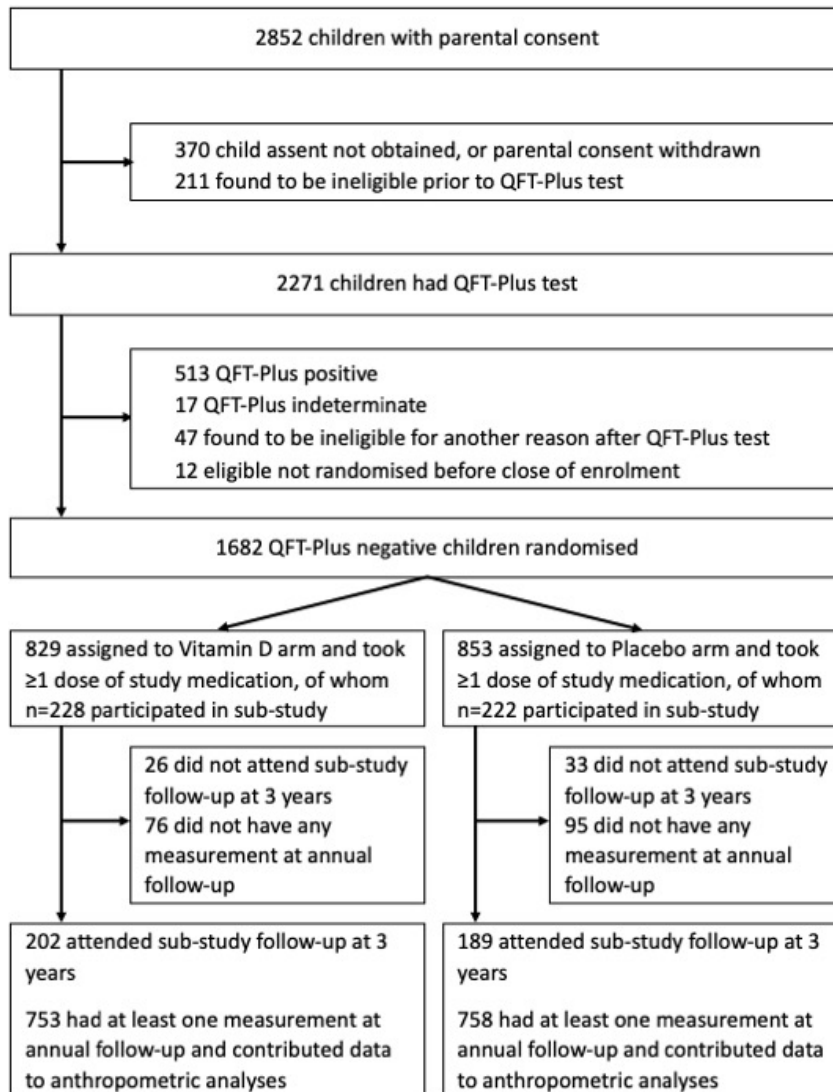 2852 children with parental consent
370 child assent not obtained, or parental consent withdrawn
211 found to be ineligible prior to QFT-Plus test
2271 children had QFT-Plus test
513 QFT-Plus positive
17 QFT-Plus indeterminate
47 found to be ineligible for another reason after QFT-Plus test
12 eligible not randomised before close of enrolment
1682 QFT-Plus negative children randomised
829 assigned to Vitamin D arm and took
≥1 dose of study medication, of whom
n=228 participated in sub-study
853 assigned to Placebo arm and took
≥1 dose of study medication, of whom
n=222 participated in sub-study
26 did not attend sub-study
follow-up at 3 years
76 did not have any
measurement at annual
follow-up
33 did not attend sub-study
follow-up at 3 years
95 did not have any
measurement at annual
follow-up
202 attended sub-study follow-up at 3
years
753 had at least one measurement at
annual follow-up and contributed data
to anthropometric analyses
189 attended sub-study follow-up at 3
years
758 had at least one measurement at
annual follow-up and contributed data
to anthropometric analyses